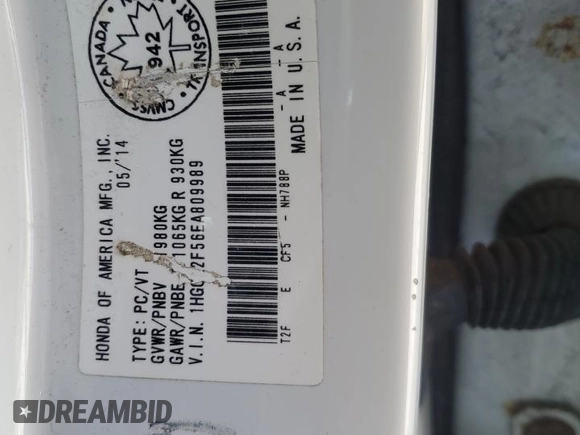 HONDA OF AMERICA MFG., INC.
05/'14
TYPE: PC/VT
GVWR/PNBV 1980KG
GAWR/PNBE 1065KG R 930KG
V.I.N. 2F56EA809989
CANADA
TRANSPORT
CMVSS
942
T2F E CF5 - NH788P
-A- -A
MADE IN U.S.A.
DREAMBID